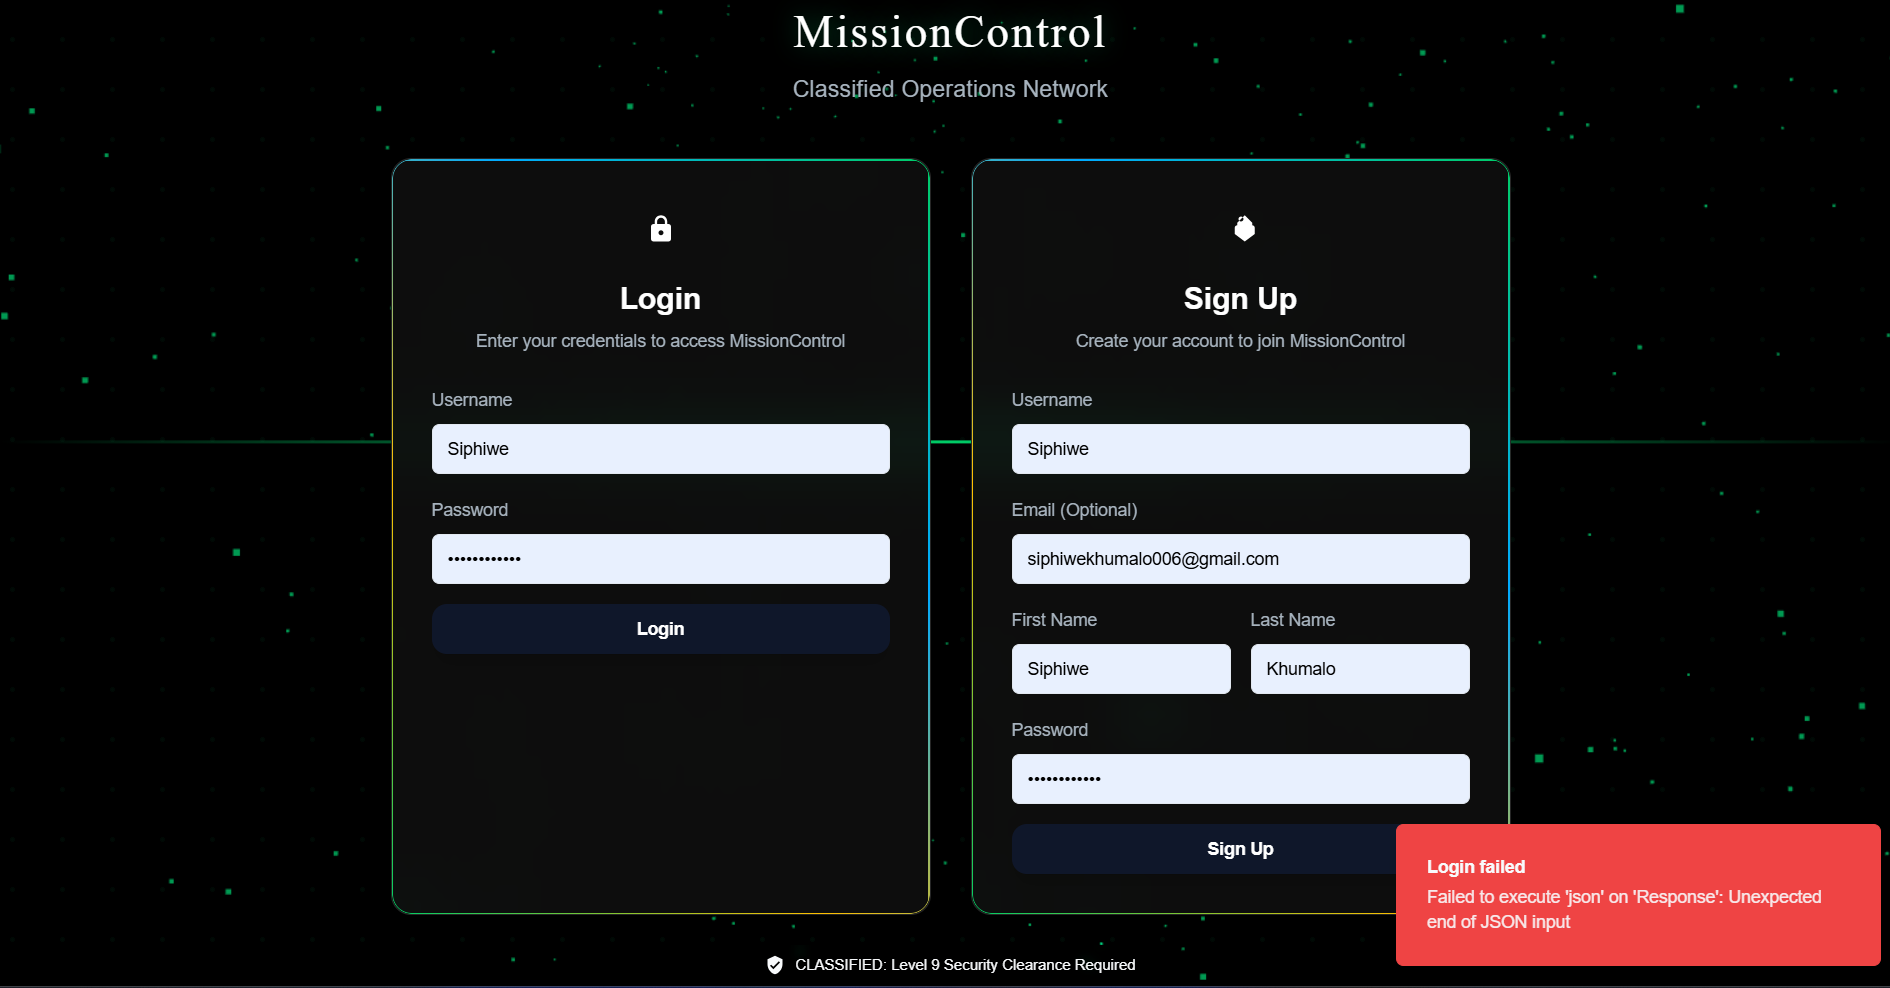 MissionControl
Classified Operations Network
Login
Enter your credentials to access MissionControl
Username
Siphiwe
Password
••••••••••••
Login
Sign Up
Create your account to join MissionControl
Username
Siphiwe
Email (Optional)
siphiwekhumalo006@gmail.com
First Name
Last Name
Siphiwe
Khumalo
Password
••••••••••••
Sign Up
Login failed
Failed to execute 'json' on 'Response': Unexpected
end of JSON input
CLASSIFIED: Level 9 Security Clearance Required